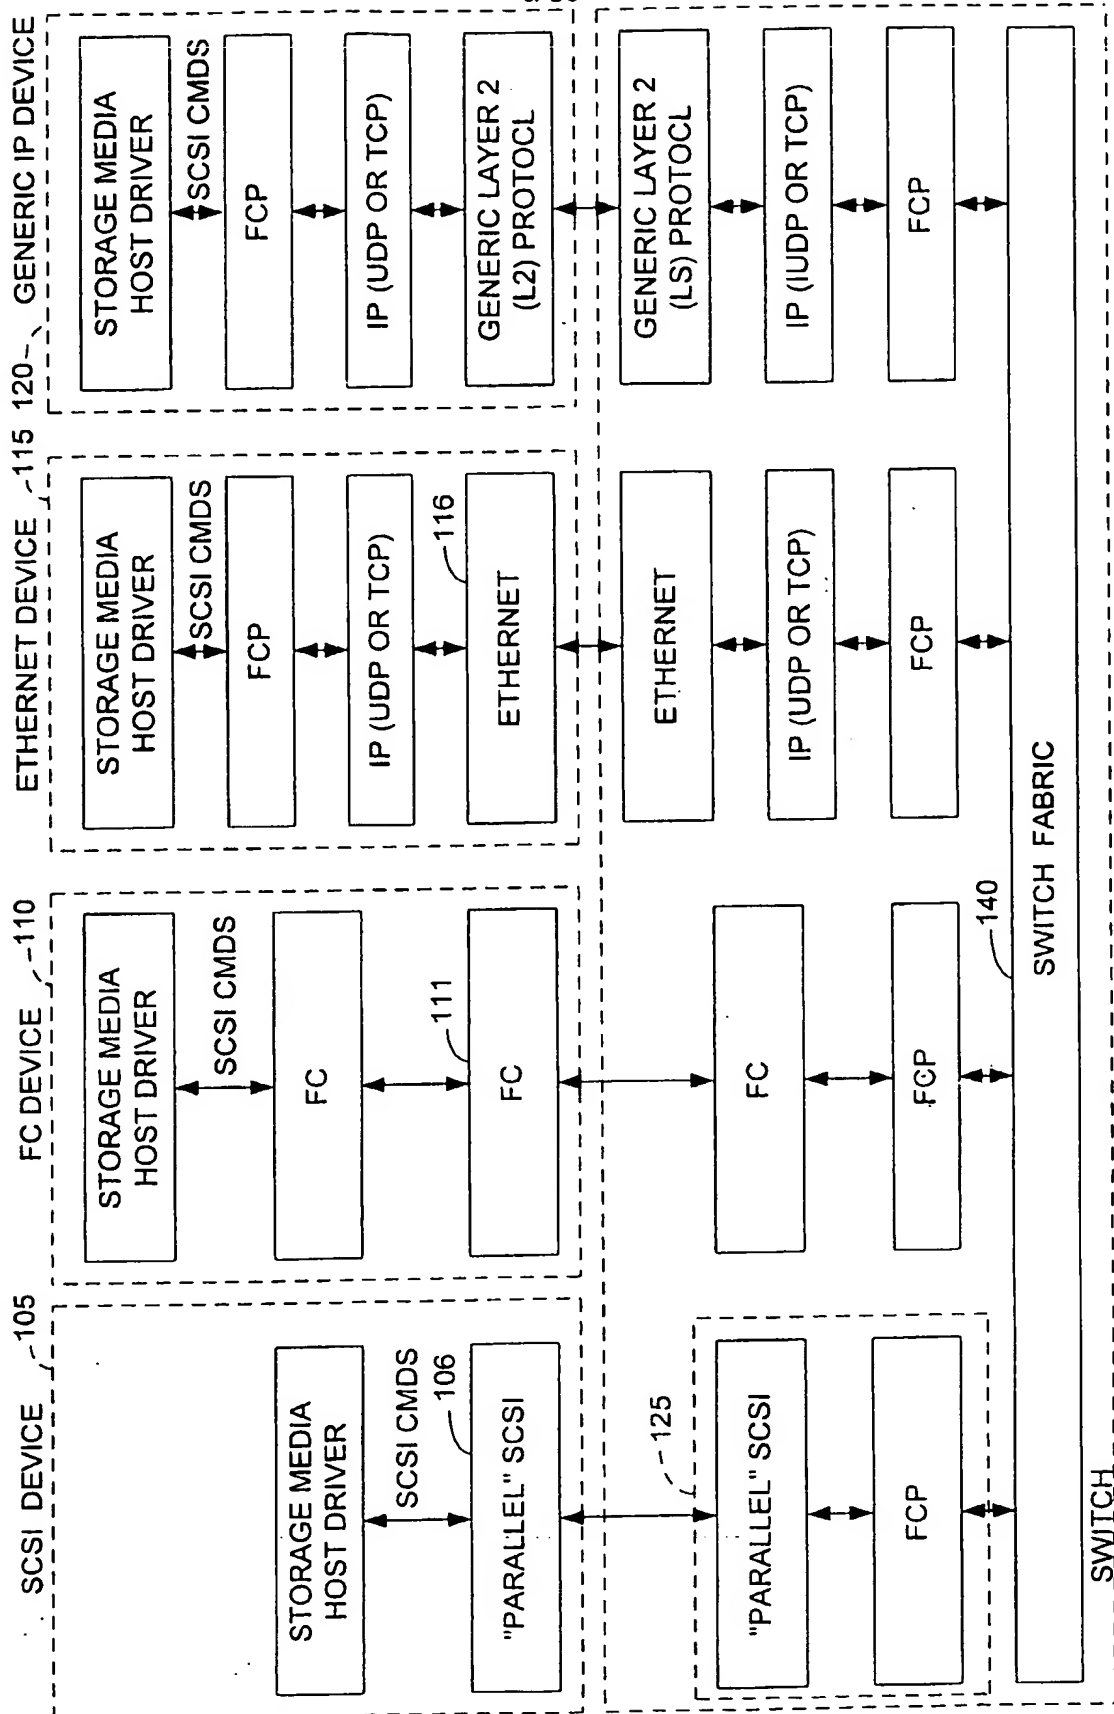 SCSI DEVICE 105
STORAGE MEDIA
HOST DRIVER
SCSI CMDS
106
"PARALLEL" SCSI
125
"PARALLEL" SCSI
FCP
FC DEVICE 110
STORAGE MEDIA
HOST DRIVER
SCSI CMDS
FC
111
FC
FC
FCP
ETHERNET DEVICE 115
STORAGE MEDIA
HOST DRIVER
SCSI CMDS
FCP
IP (UDP OR TCP)
116
ETHERNET
ETHERNET
IP (UDP OR TCP)
FCP
120 GENERIC IP DEVICE
STORAGE MEDIA
HOST DRIVER
SCSI CMDS
FCP
IP (UDP OR TCP)
GENERIC LAYER 2
(L2) PROTOCL
GENERIC LAYER 2
(LS) PROTOCL
IP (IUDP OR TCP)
FCP
140
SWITCH FABRIC
SWITCH